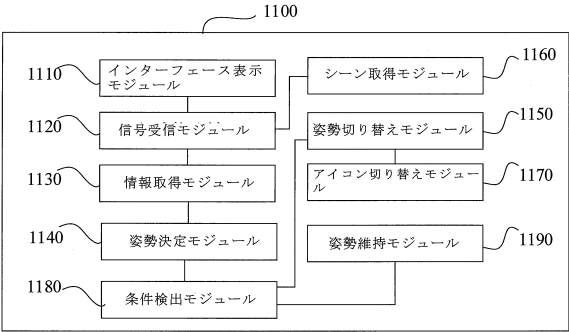 1100
1110
インターフェース表示
モジュール
1120
信号受信モジュール
1130
情報取得モジュール
1140
姿勢決定モジュール
1180
条件検出モジュール
シーン取得モジュール
1160
姿勢切り替えモジュール
1150
アイコン切り替えモジュー
ル
1170
姿勢維持モジュール
1190